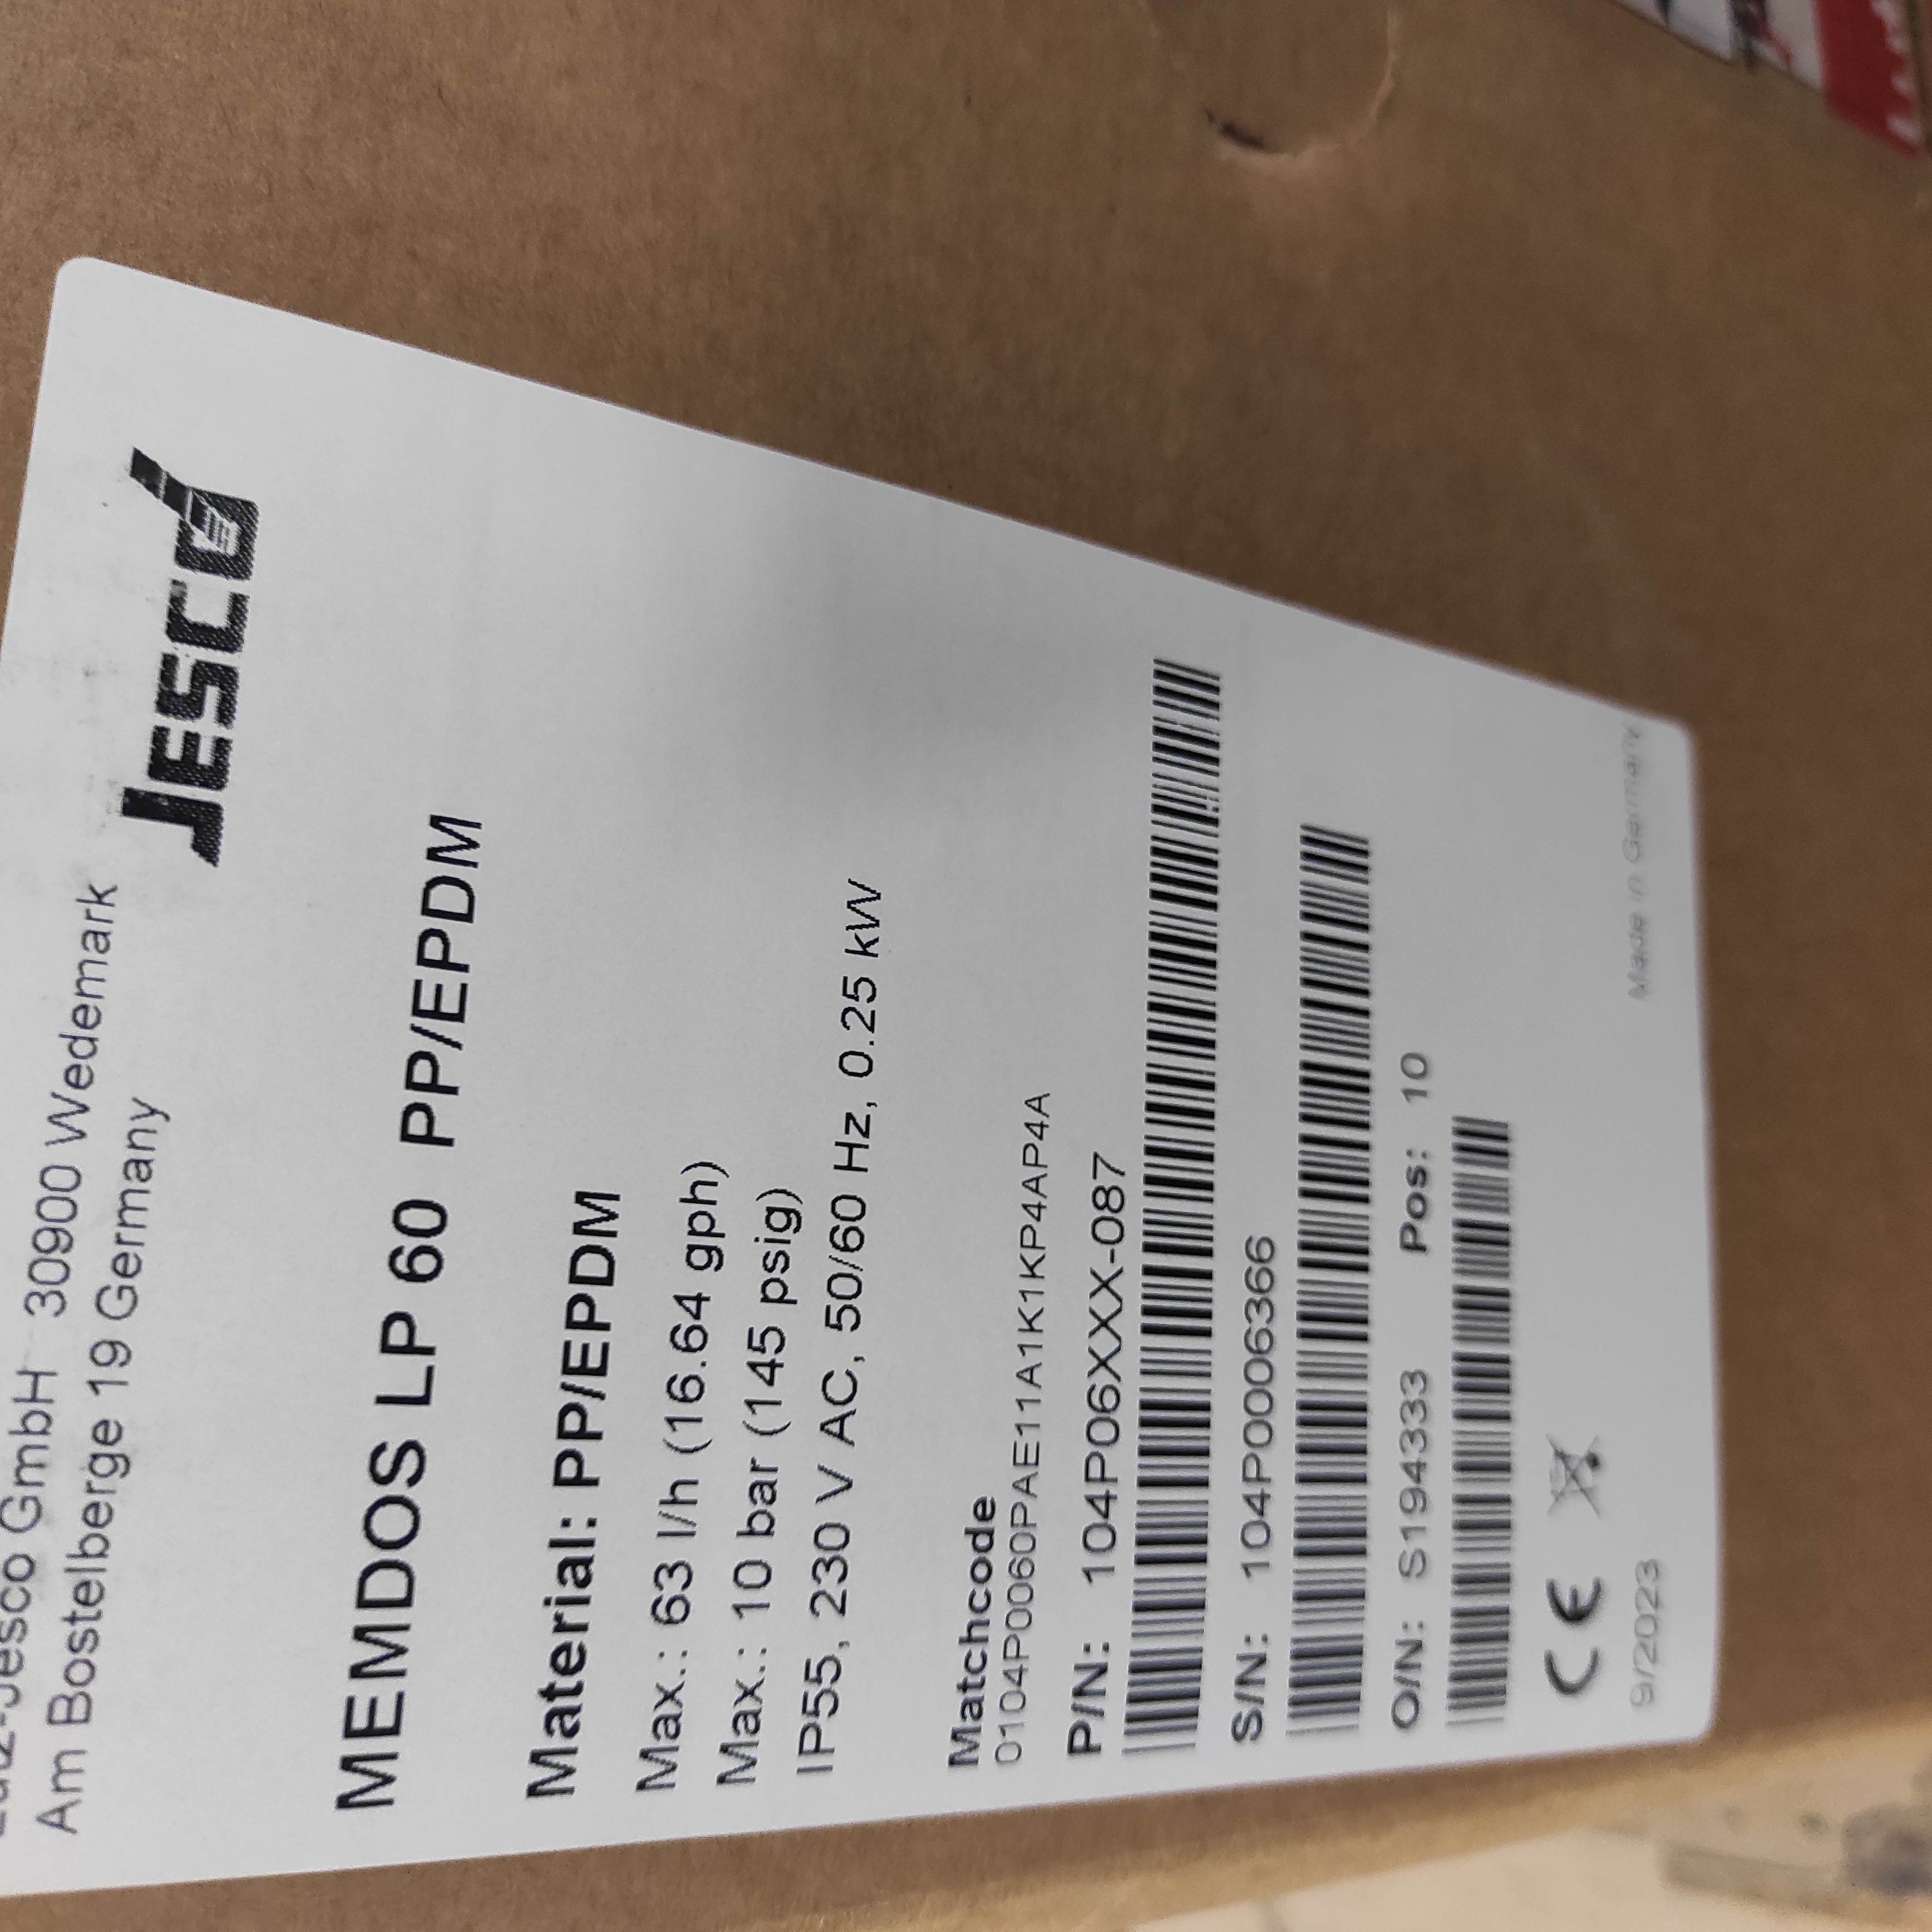 GmbH 30900 Wedemark
Am Bostelberge 19 Germany
JESCO
MEMDOS LP 60 PP/EPDM
Material: PP/EPDM
Max.: 63 l/h (16.64 gph)
Max.: 10 bar (145 psig)
IP55, 230 V AC, 50/60 Hz, 0.25 kW
Matchcode
0104P0060PAE11A1K1KP4AP4A
P/N: 104P06XXX-087
S/N: 104P0006366
O/N: S194333 Pos: 10
CE
9/2023 Made in Germany